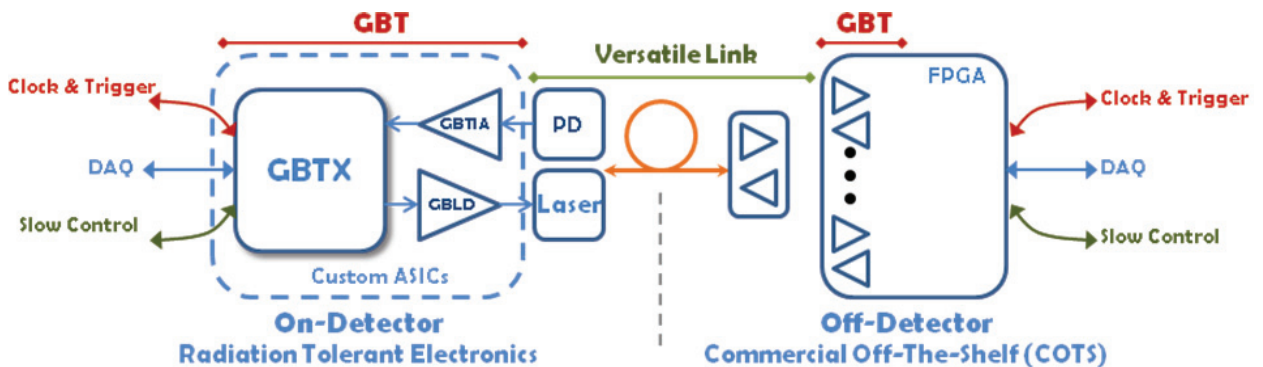 GBT
GBT
Versatile Link
FPGA
Clock & Trigger
Clock & Trigger
GBTIA
PD
DAQ
GBTX
DAQ
GBLD
Laser
Slow Control
Slow Control
Custom ASICs
On-Detector
Off-Detector
Radiation Tolerant Electronics
Commercial Off-The-Shelf (COTS)